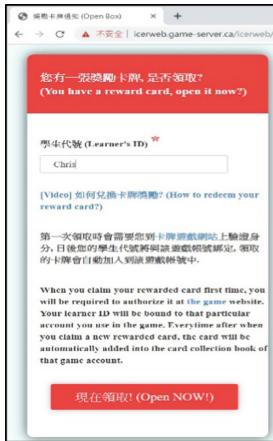 獎勵卡牌通知 (Open Box)
不安全 | icerweb.game-server.ca/icerweb/
您有一張獎勵卡牌, 是否領取?
(You have a reward card, open it now?)
學生代號 (Learner's ID) *
Chris
[Video] 如何兌換卡牌獎勵? (How to redeem your
reward card?)
第一次領取時會需要您到卡牌遊戲網站上驗證身
分, 日後您的學生代號將與該遊戲帳號綁定, 領取
的卡牌會自動加入到該遊戲帳號中.
When you claim your rewarded card first time, you
will be required to authorize it at the game website.
Your learner ID will be bound to that particular
account you use in the game. Everytime after when
you claim a new rewarded card, the card will be
automatically added into the card collection book of
that game account.
現在領取! (Open NOW!)